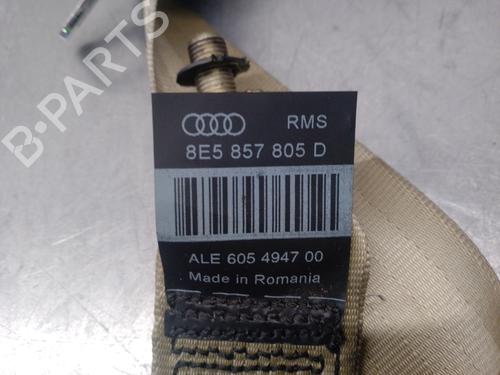 RMS
8E5 857 805 D
ALE 605 4947 00
Made in Romania
B-PARTS